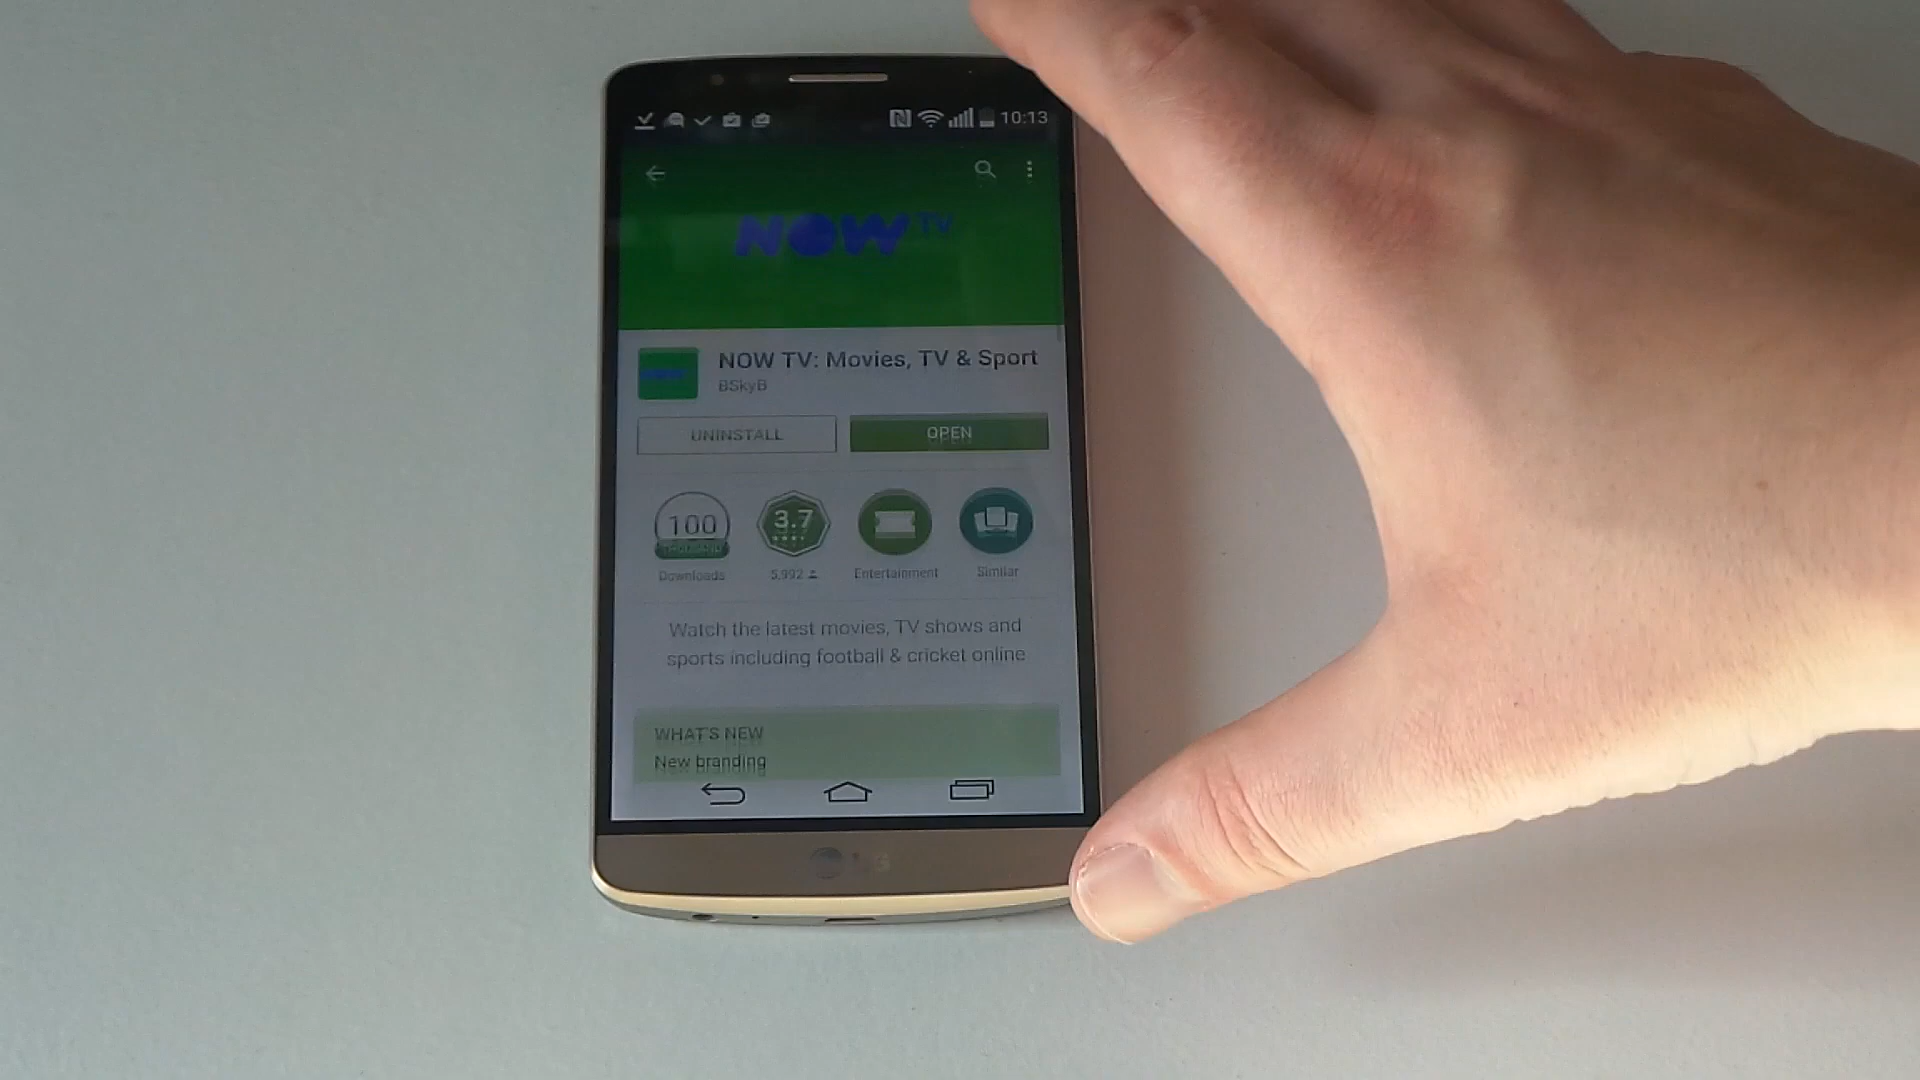 10:13
NOW TV
NOW TV: Movies, TV & Sport
BSkyB
UNINSTALL
OPEN
100
THOUSAND
3.7
Downloads
5,992
Entertainment
Similar
Watch the latest movies, TV shows and
sports including football & cricket online
WHAT'S NEW
New branding
LG